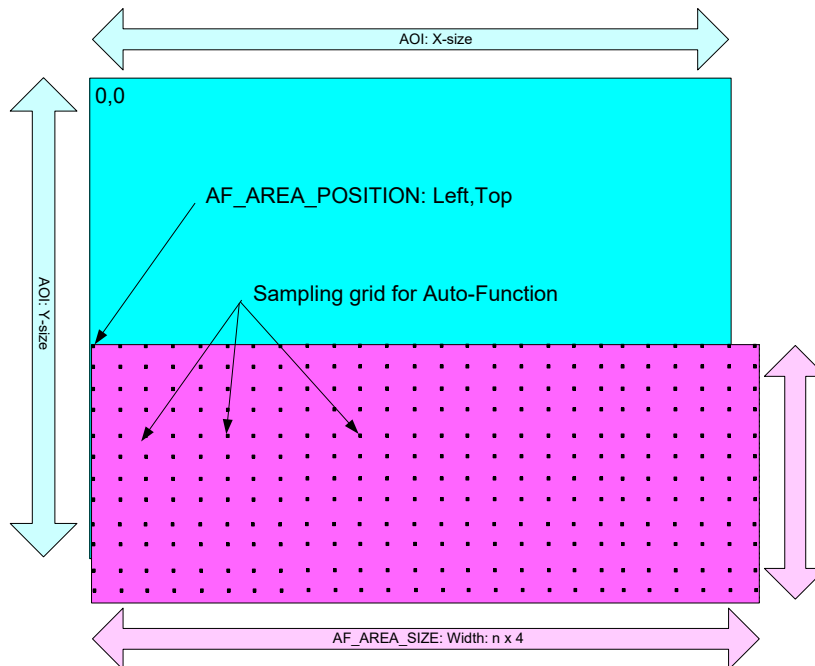 AOI: X-size
0,0
AF_AREA_POSITION: Left,Top
AOI: Y-size
Sampling grid for Auto-Function
AF_AREA_SIZE: Width: n x 4